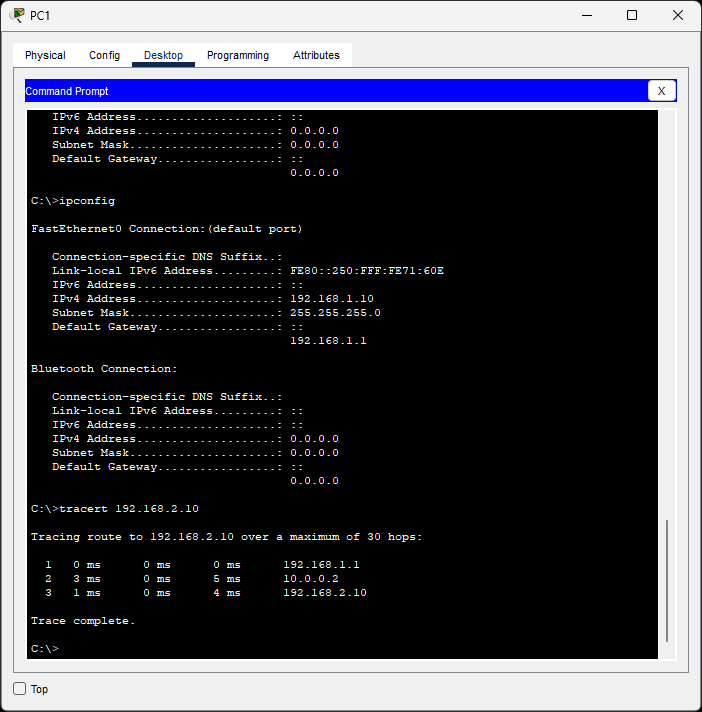 PC1
Physical Config Desktop Programming Attributes
Command Prompt X
IPv6 Address....................: ::
IPv4 Address....................: 0.0.0.0
Subnet Mask.....................: 0.0.0.0
Default Gateway.................: ::
0.0.0.0
C:\>ipconfig
FastEthernet0 Connection:(default port)
Connection-specific DNS Suffix..:
Link-local IPv6 Address.........: FE80::250:FFF:FE71:60E
IPv6 Address....................: ::
IPv4 Address....................: 192.168.1.10
Subnet Mask.....................: 255.255.255.0
Default Gateway.................: ::
192.168.1.1
Bluetooth Connection:
Connection-specific DNS Suffix..:
Link-local IPv6 Address.........: ::
IPv6 Address....................: ::
IPv4 Address....................: 0.0.0.0
Subnet Mask.....................: 0.0.0.0
Default Gateway.................: ::
0.0.0.0
C:\>tracert 192.168.2.10
Tracing route to 192.168.2.10 over a maximum of 30 hops:
1 0 ms 0 ms 0 ms 192.168.1.1
2 3 ms 0 ms 5 ms 10.0.0.2
3 1 ms 0 ms 4 ms 192.168.2.10
Trace complete.
C:\>
Top